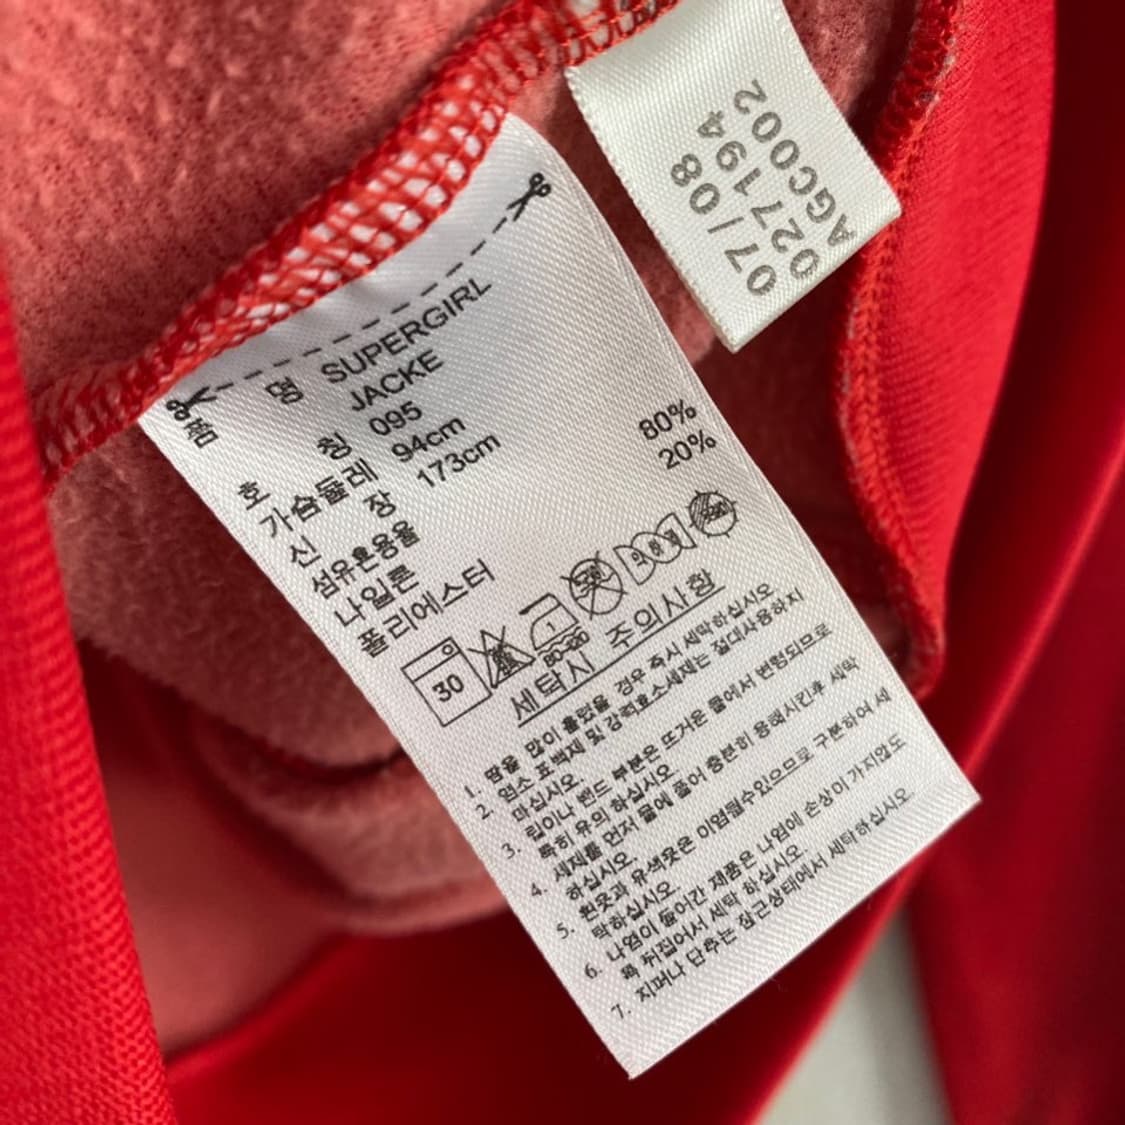 07/08
027194
AGC002
품 명 SUPERGIRL
JACKE
호 칭 095
가슴둘레 94cm
신 장 173cm
섬유혼용율
나일론 80%
폴리에스터 20%
30
1
80-120
세탁시 주의사항
1. 땀을 많이 흘렸을 경우 즉시 세탁하십시오
2. 염소 표백제 및 강력효소세제는 절대사용하지
마십시오.
3. 립이나 밴드 부분은 뜨거운 물에서 변형되므로
특히 유의 하십시오
4. 세제를 먼저 물에 풀어 충분히 용해시킨후 세탁
하십시오.
5. 흰옷과 유색옷은 이염될수있으므로 구분하여 세
탁하십시오.
6. 나염이 들어간 제품은 나염에 손상이 가지않도
록 뒤집어서 세탁 하십시오.
7. 지퍼나 단추는 잠근상태에서 세탁하십시오.